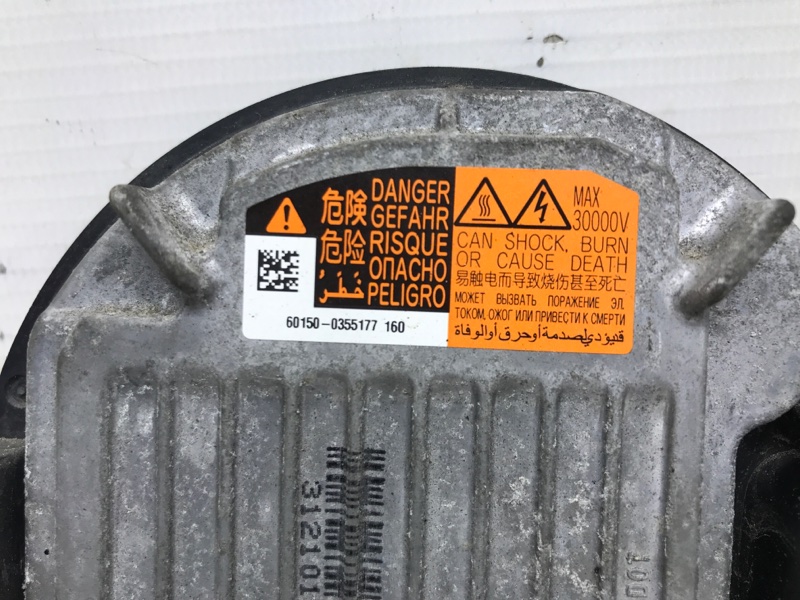 危険
DANGER
GEFAHR
危险
RISQUE
ОПАСНО
خَطَرْ
PELIGRO
60150-0355177 160
MAX
30000V
CAN SHOCK, BURN
OR CAUSE DEATH
易触电而导致烧伤甚至死亡
МОЖЕТ ВЫЗВАТЬ ПОРАЖЕНИЕ ЭЛ.
ТОКОМ, ОЖОГ ИЛИ ПРИВЕСТИ К СМЕРТИ
لصدمة أوحرق أوالوفاة
312101
100